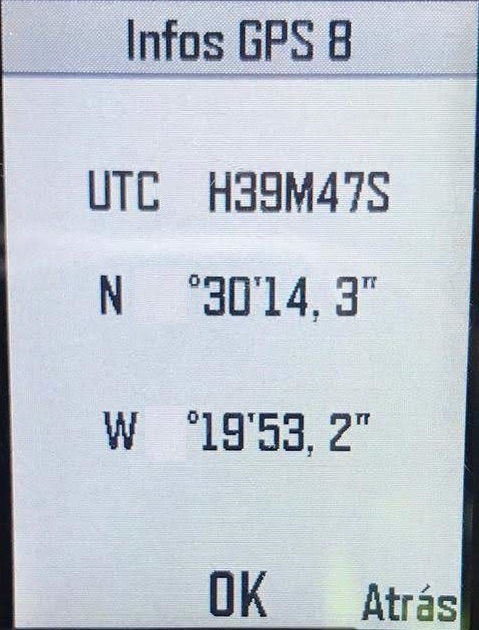 Infos GPS 8
UTC H39M47S
N °30'14, 3"
W °19'53, 2"
OK
Atrás